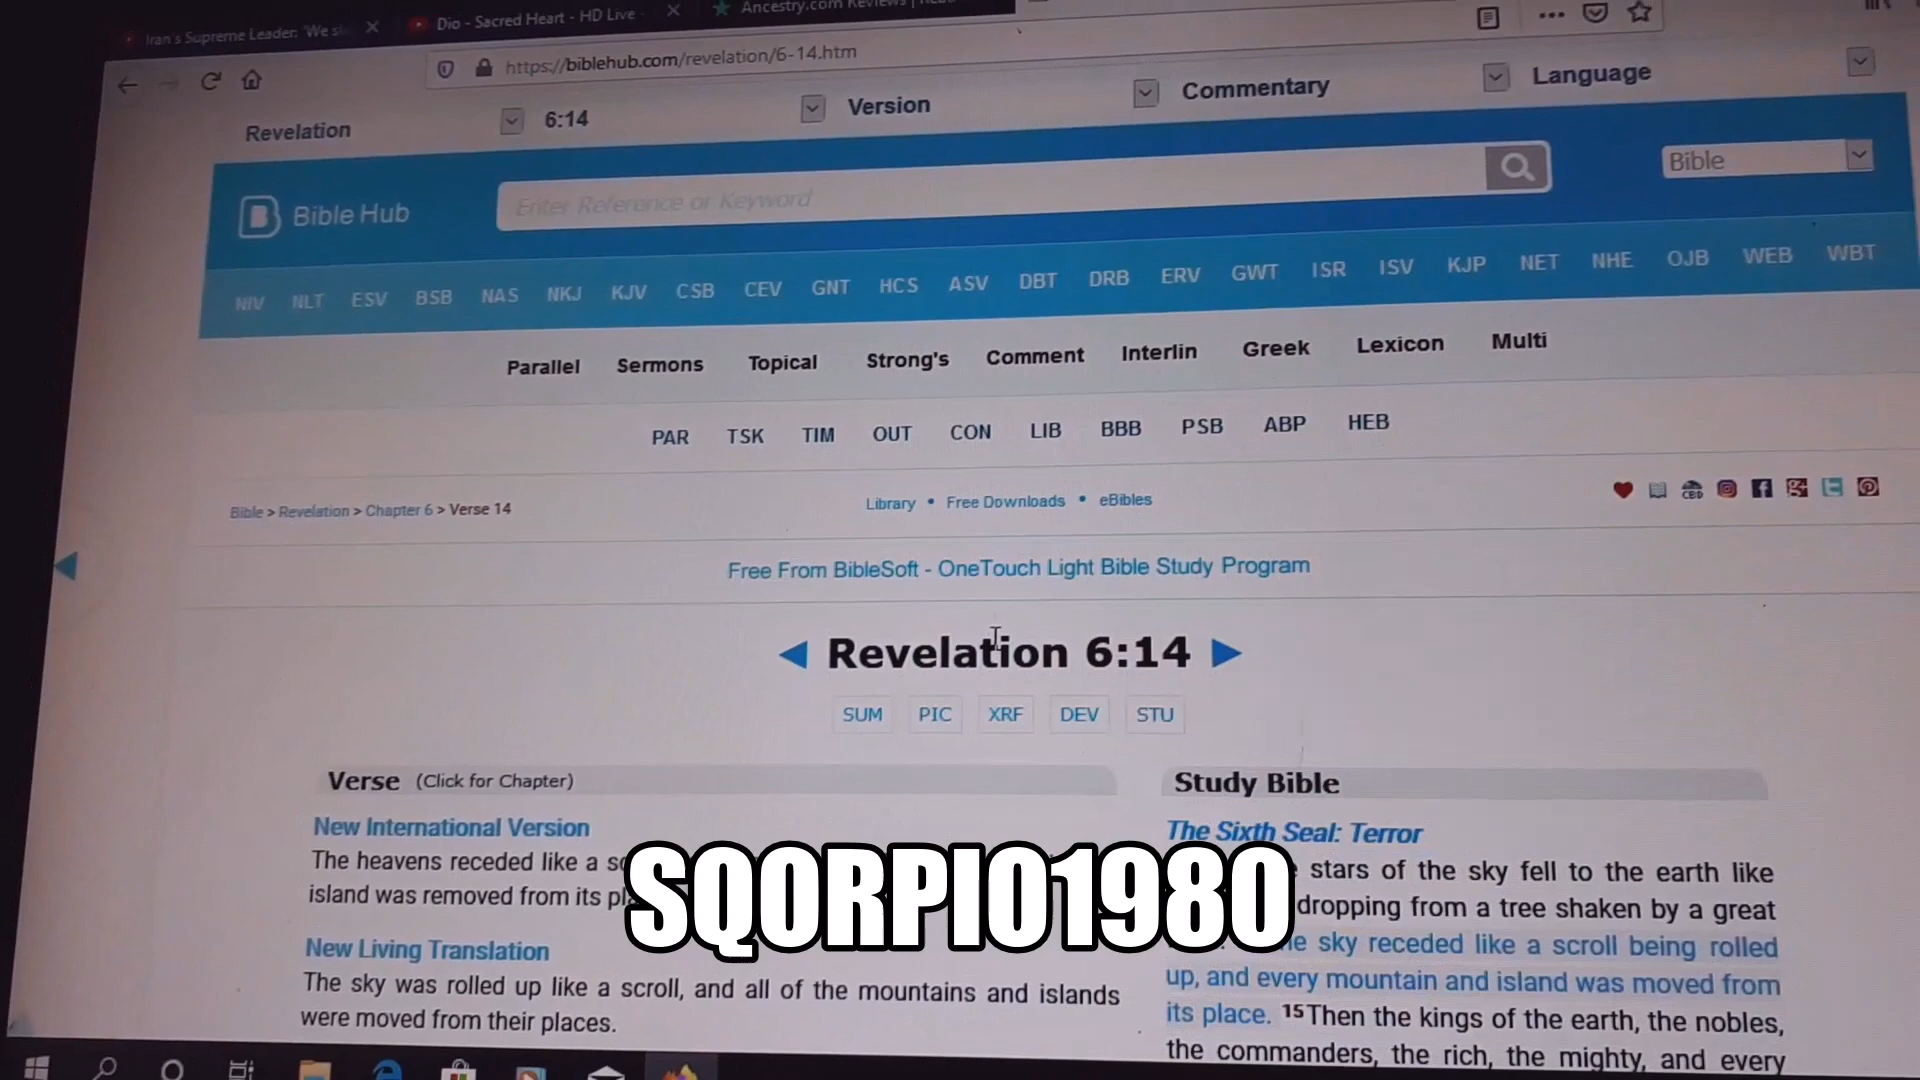 Iran's Supreme Leader: 'We
Dio - Sacred Heart - HD Live -
Ancestry.com Reviews |
https://biblehub.com/revelation/6-14.htm
Revelation 6:14 Version Commentary Language
Bible Hub Enter Reference or Keyword Bible
NIV NLT ESV BSB NAS NKJ KJV CSB CEV GNT HCS ASV DBT DRB ERV GWT ISR ISV KJP NET NHE OJB WEB WBT
Parallel Sermons Topical Strong's Comment Interlin Greek Lexicon Multi
PAR TSK TIM OUT CON LIB BBB PSB ABP HEB
Bible > Revelation > Chapter 6 > Verse 14
Library • Free Downloads • eBibles
Free From BibleSoft - OneTouch Light Bible Study Program
◄ Revelation 6:14 ►
SUM PIC XRF DEV STU
Verse (Click for Chapter)
New International Version
The heavens receded like a
island was removed from its
New Living Translation
The sky was rolled up like a scroll, and all of the mountains and islands
were moved from their places.
Study Bible
The Sixth Seal: Terror
stars of the sky fell to the earth like
dropping from a tree shaken by a great
sky receded like a scroll being rolled
up, and every mountain and island was moved from
its place. 15Then the kings of the earth, the nobles,
the commanders, the rich, the mighty, and every
SQORPIO1980